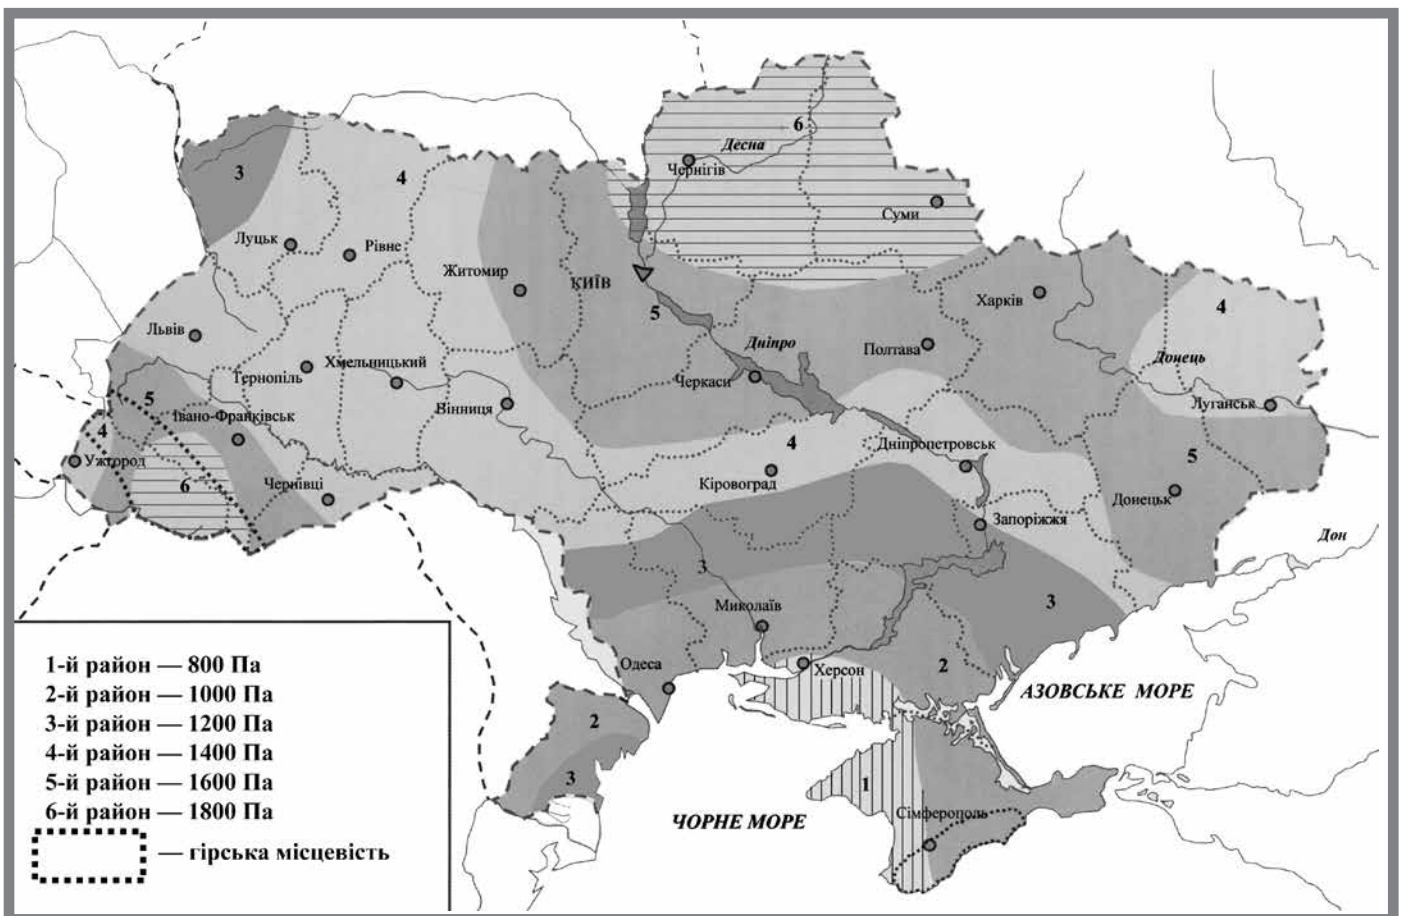 6
Десна
Чернігів
3
4
Суми
Луцьк
Рівне
Житомир
КИЇВ
Харків
5
4
Львів
Дніпро
Полтава
Донець
Тернопіль
Хмельницький
Черкаси
Вінниця
Луганськ
5
Івано-Франківськ
4
4
Дніпропетровськ
Ужгород
5
6
Чернівці
Кіровоград
Донецьк
Запоріжжя
Дон
3
3
Миколаїв
Одеса
Херсон
2
АЗОВСЬКЕ МОРЕ
2
3
1
Сімферополь
ЧОРНЕ МОРЕ
1-й район — 800 Па
2-й район — 1000 Па
3-й район — 1200 Па
4-й район — 1400 Па
5-й район — 1600 Па
6-й район — 1800 Па
— гірська місцевість